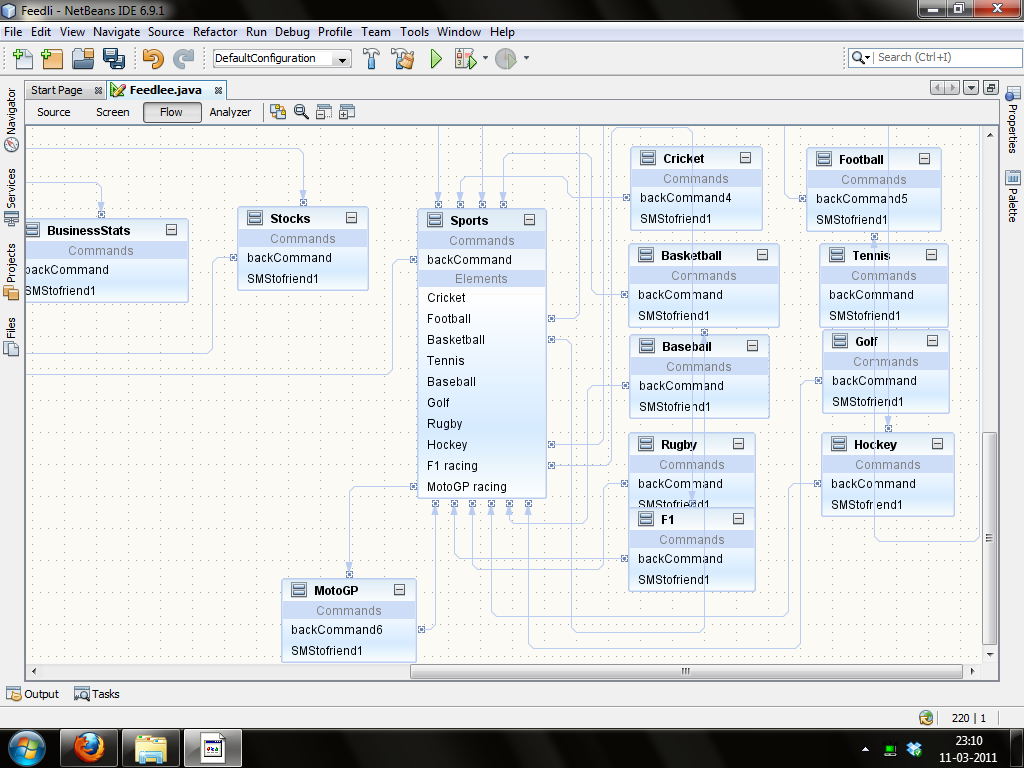 Feedli - NetBeans IDE 6.9.1
File Edit View Navigate Source Refactor Run Debug Profile Team Tools Window Help
DefaultConfiguration
Search (Ctrl+I)
Start Page
Feedlee.java
Source Screen Flow Analyzer
Navigator
Services
Projects
Files
Properties
Palette
BusinessStats
Commands
backCommand
SMStofriend1
Stocks
Commands
backCommand
SMStofriend1
Sports
Commands
backCommand
Elements
Cricket
Football
Basketball
Tennis
Baseball
Golf
Rugby
Hockey
F1 racing
MotoGP racing
Cricket
Commands
backCommand4
SMStofriend1
Football
Commands
backCommand5
SMStofriend1
Basketball
Commands
backCommand
SMStofriend1
Tennis
Commands
backCommand
SMStofriend1
Baseball
Commands
backCommand
SMStofriend1
Golf
Commands
backCommand
SMStofriend1
Rugby
Commands
backCommand
SMStofriend1
Hockey
Commands
backCommand
SMStofriend1
F1
Commands
backCommand
SMStofriend1
MotoGP
Commands
backCommand6
SMStofriend1
Output Tasks
220 | 1
23:10
11-03-2011